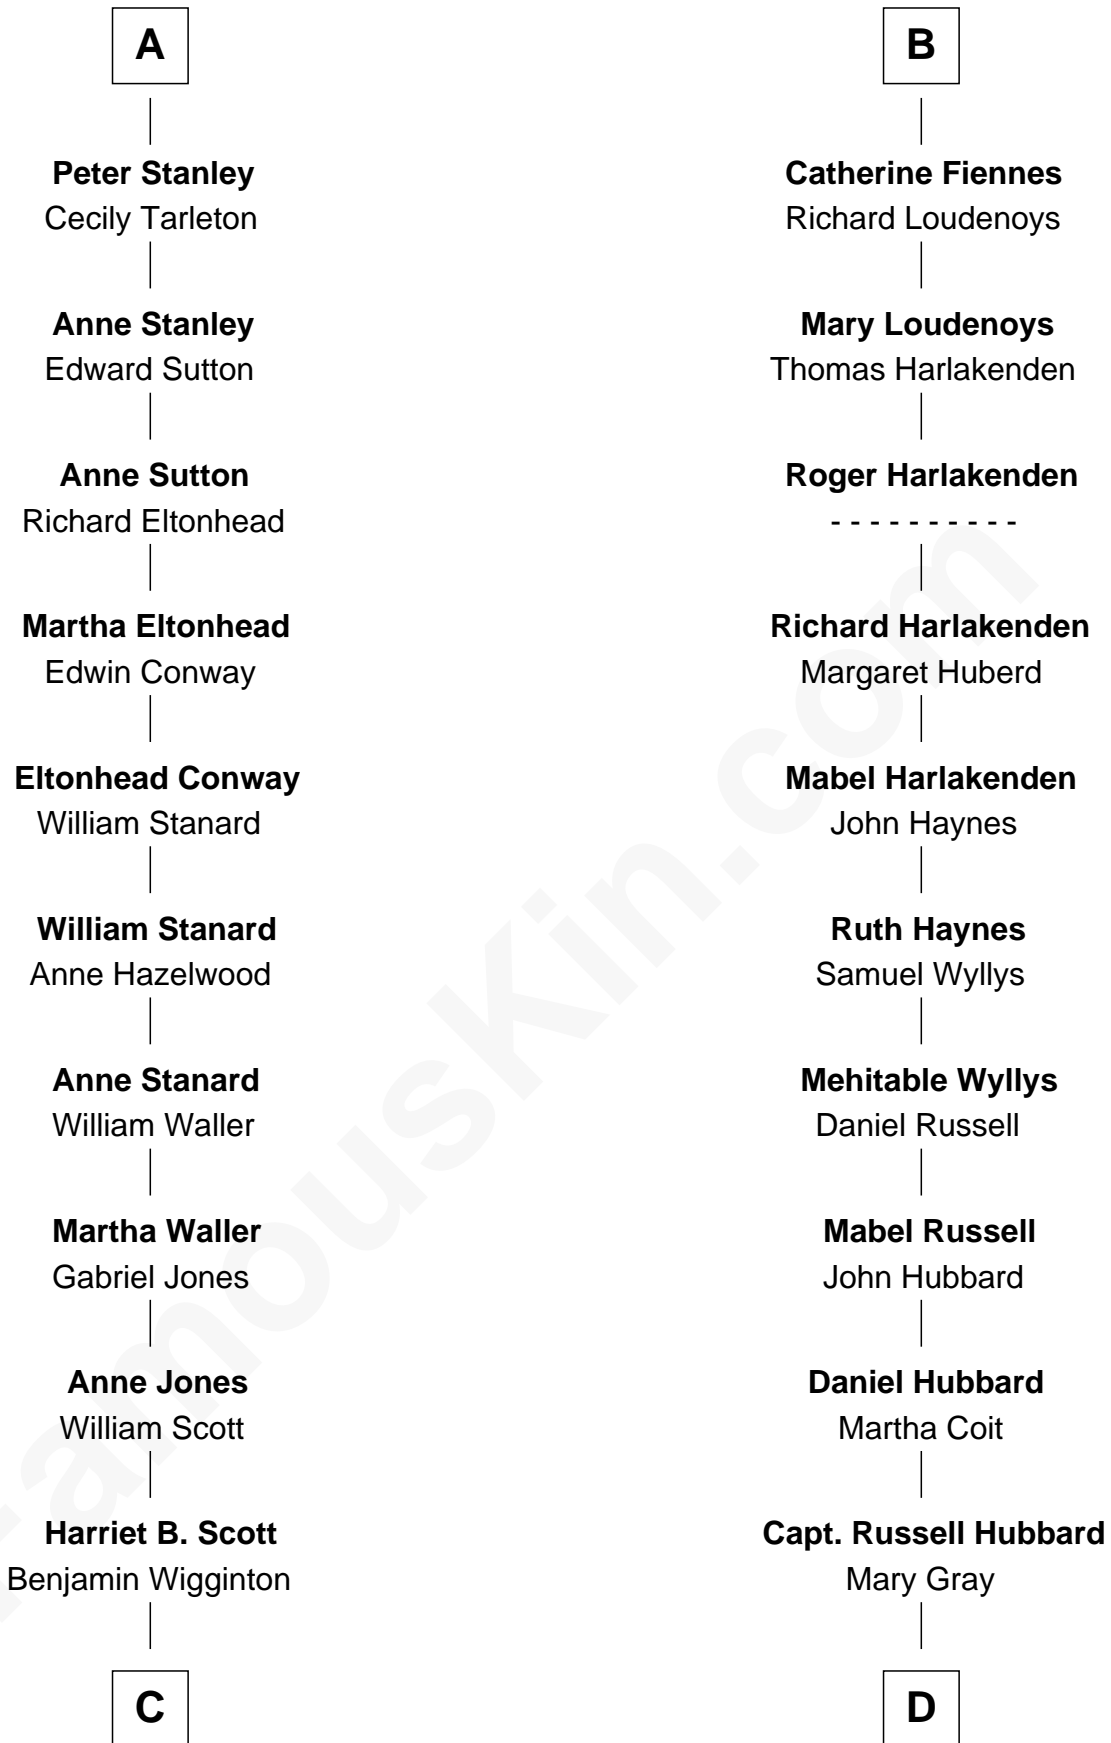 A
Peter Stanley
Cecily Tarleton
Anne Stanley
Edward Sutton
Anne Sutton
Richard Eltonhead
Martha Eltonhead
Edwin Conway
Eltonhead Conway
William Stanard
William Stanard
Anne Hazelwood
Anne Stanard
William Waller
Martha Waller
Gabriel Jones
Anne Jones
William Scott
Harriet B. Scott
Benjamin Wigginton
C
B
Catherine Fiennes
Richard Loudenoys
Mary Loudenoys
Thomas Harlakenden
Roger Harlakenden
- - - - - - - - - -
Richard Harlakenden
Margaret Huberd
Mabel Harlakenden
John Haynes
Ruth Haynes
Samuel Wyllys
Mehitable Wyllys
Daniel Russell
Mabel Russell
John Hubbard
Daniel Hubbard
Martha Coit
Capt. Russell Hubbard
Mary Gray
D
FamousKin.com